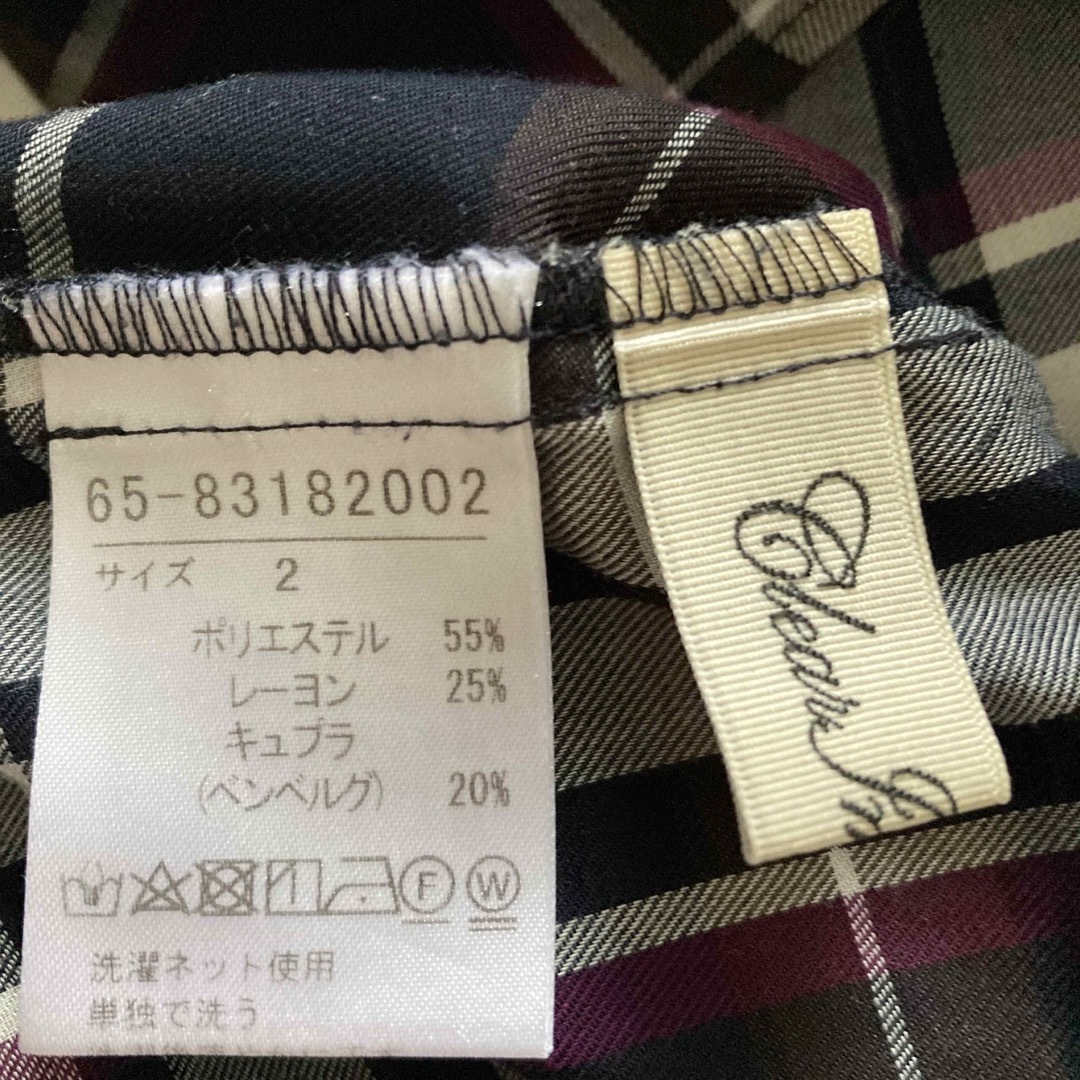 65-83182002
サイズ 2
ポリエステル 55%
レーヨン 25%
キュプラ
(ベンベルグ) 20%
F W
洗濯ネット使用
単独で洗う
Clear